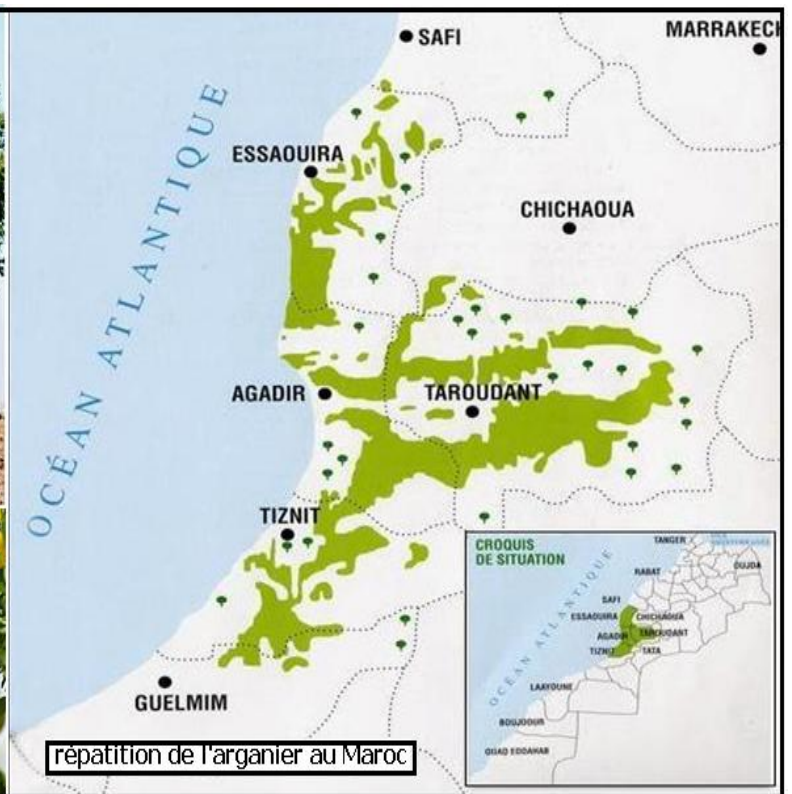 SAFI
MARRAKECH
ESSAOUIRA
CHICHAOUA
OCÉAN ATLANTIQUE
AGADIR
TAROUDANT
TIZNIT
GUELMIM
répatition de l'arganier au Maroc
CROQUIS
DE SITUATION
TANGER
OUJDA
RABAT
SAFI
ESSAOUIRA
CHICHAOUA
OCÉAN ATLANTIQUE
AGADIR
TAROUDANT
TIZNIT
TATA
LAAYOUNE
BOUJDOUR
OUAD EDDAHAB